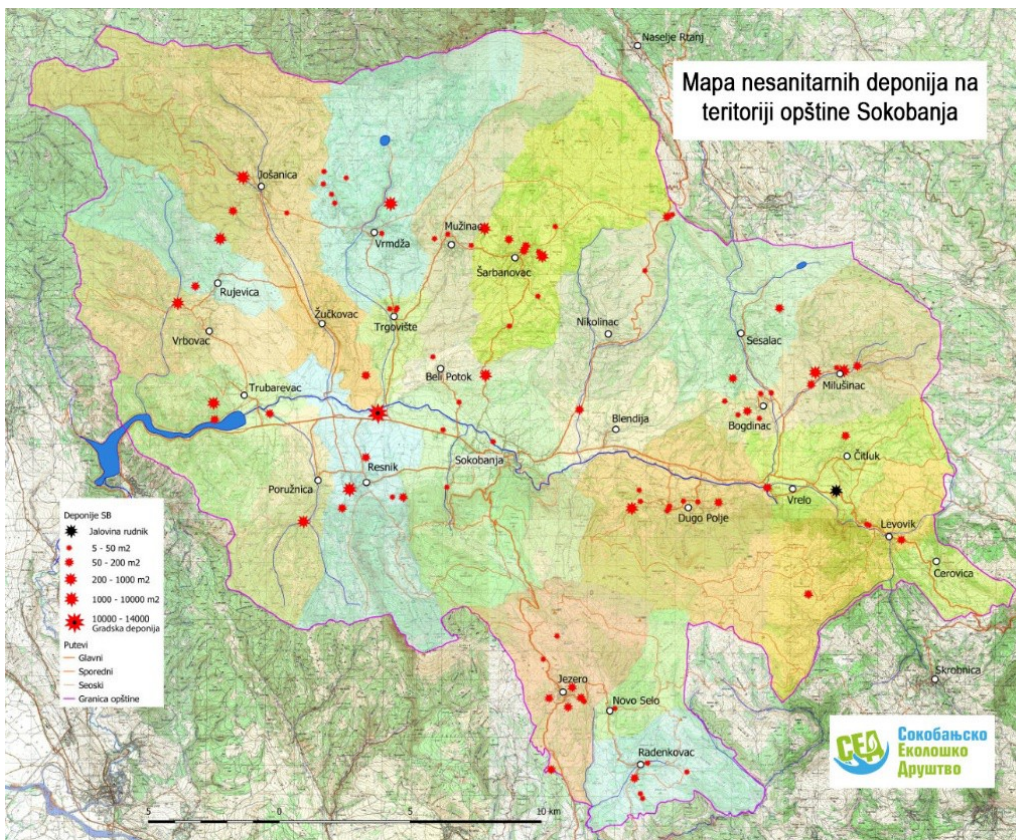 Naselje Rtanj
Mapa nesanitarnih deponija na
teritoriji opštine Sokobanja
Jošanica
Vrmdža
Mužinac
Šarbanovac
Rujevica
Žučkovac
Trgovište
Vrbovac
Nikolinac
Sesalac
Beli Potok
Milušinac
Trubarevac
Bogdinac
Blendija
Čitluk
Sokobanja
Resnik
Poružnica
Vrelo
Dugo Polje
Levovik
Cerovica
Deponije SB
Jalovina rudnik
5 - 50 m2
50 - 200 m2
200 - 1000 m2
1000 - 10000 m2
10000 - 14000
Gradska deponija
Putevi
Glavni
Sporedni
Seoski
Granica opštine
Skrobnica
Jezero
Novo Selo
Radenkovac
СЕД
Сокобањско
Еколошко
Друштво
5 0 5 10 km